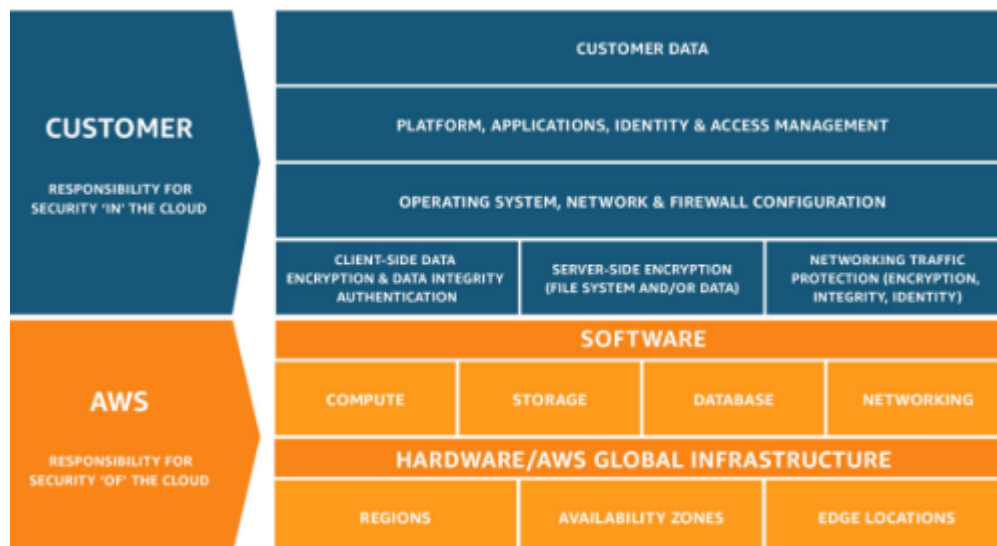 CUSTOMER
RESPONSIBILITY FOR
SECURITY 'IN' THE CLOUD
CUSTOMER DATA
PLATFORM, APPLICATIONS, IDENTITY & ACCESS MANAGEMENT
OPERATING SYSTEM, NETWORK & FIREWALL CONFIGURATION
CLIENT-SIDE DATA
ENCRYPTION & DATA INTEGRITY
AUTHENTICATION
SERVER-SIDE ENCRYPTION
(FILE SYSTEM AND/OR DATA)
NETWORKING TRAFFIC
PROTECTION (ENCRYPTION,
INTEGRITY, IDENTITY)
AWS
RESPONSIBILITY FOR
SECURITY 'OF' THE CLOUD
SOFTWARE
COMPUTE
STORAGE
DATABASE
NETWORKING
HARDWARE/AWS GLOBAL INFRASTRUCTURE
REGIONS
AVAILABILITY ZONES
EDGE LOCATIONS